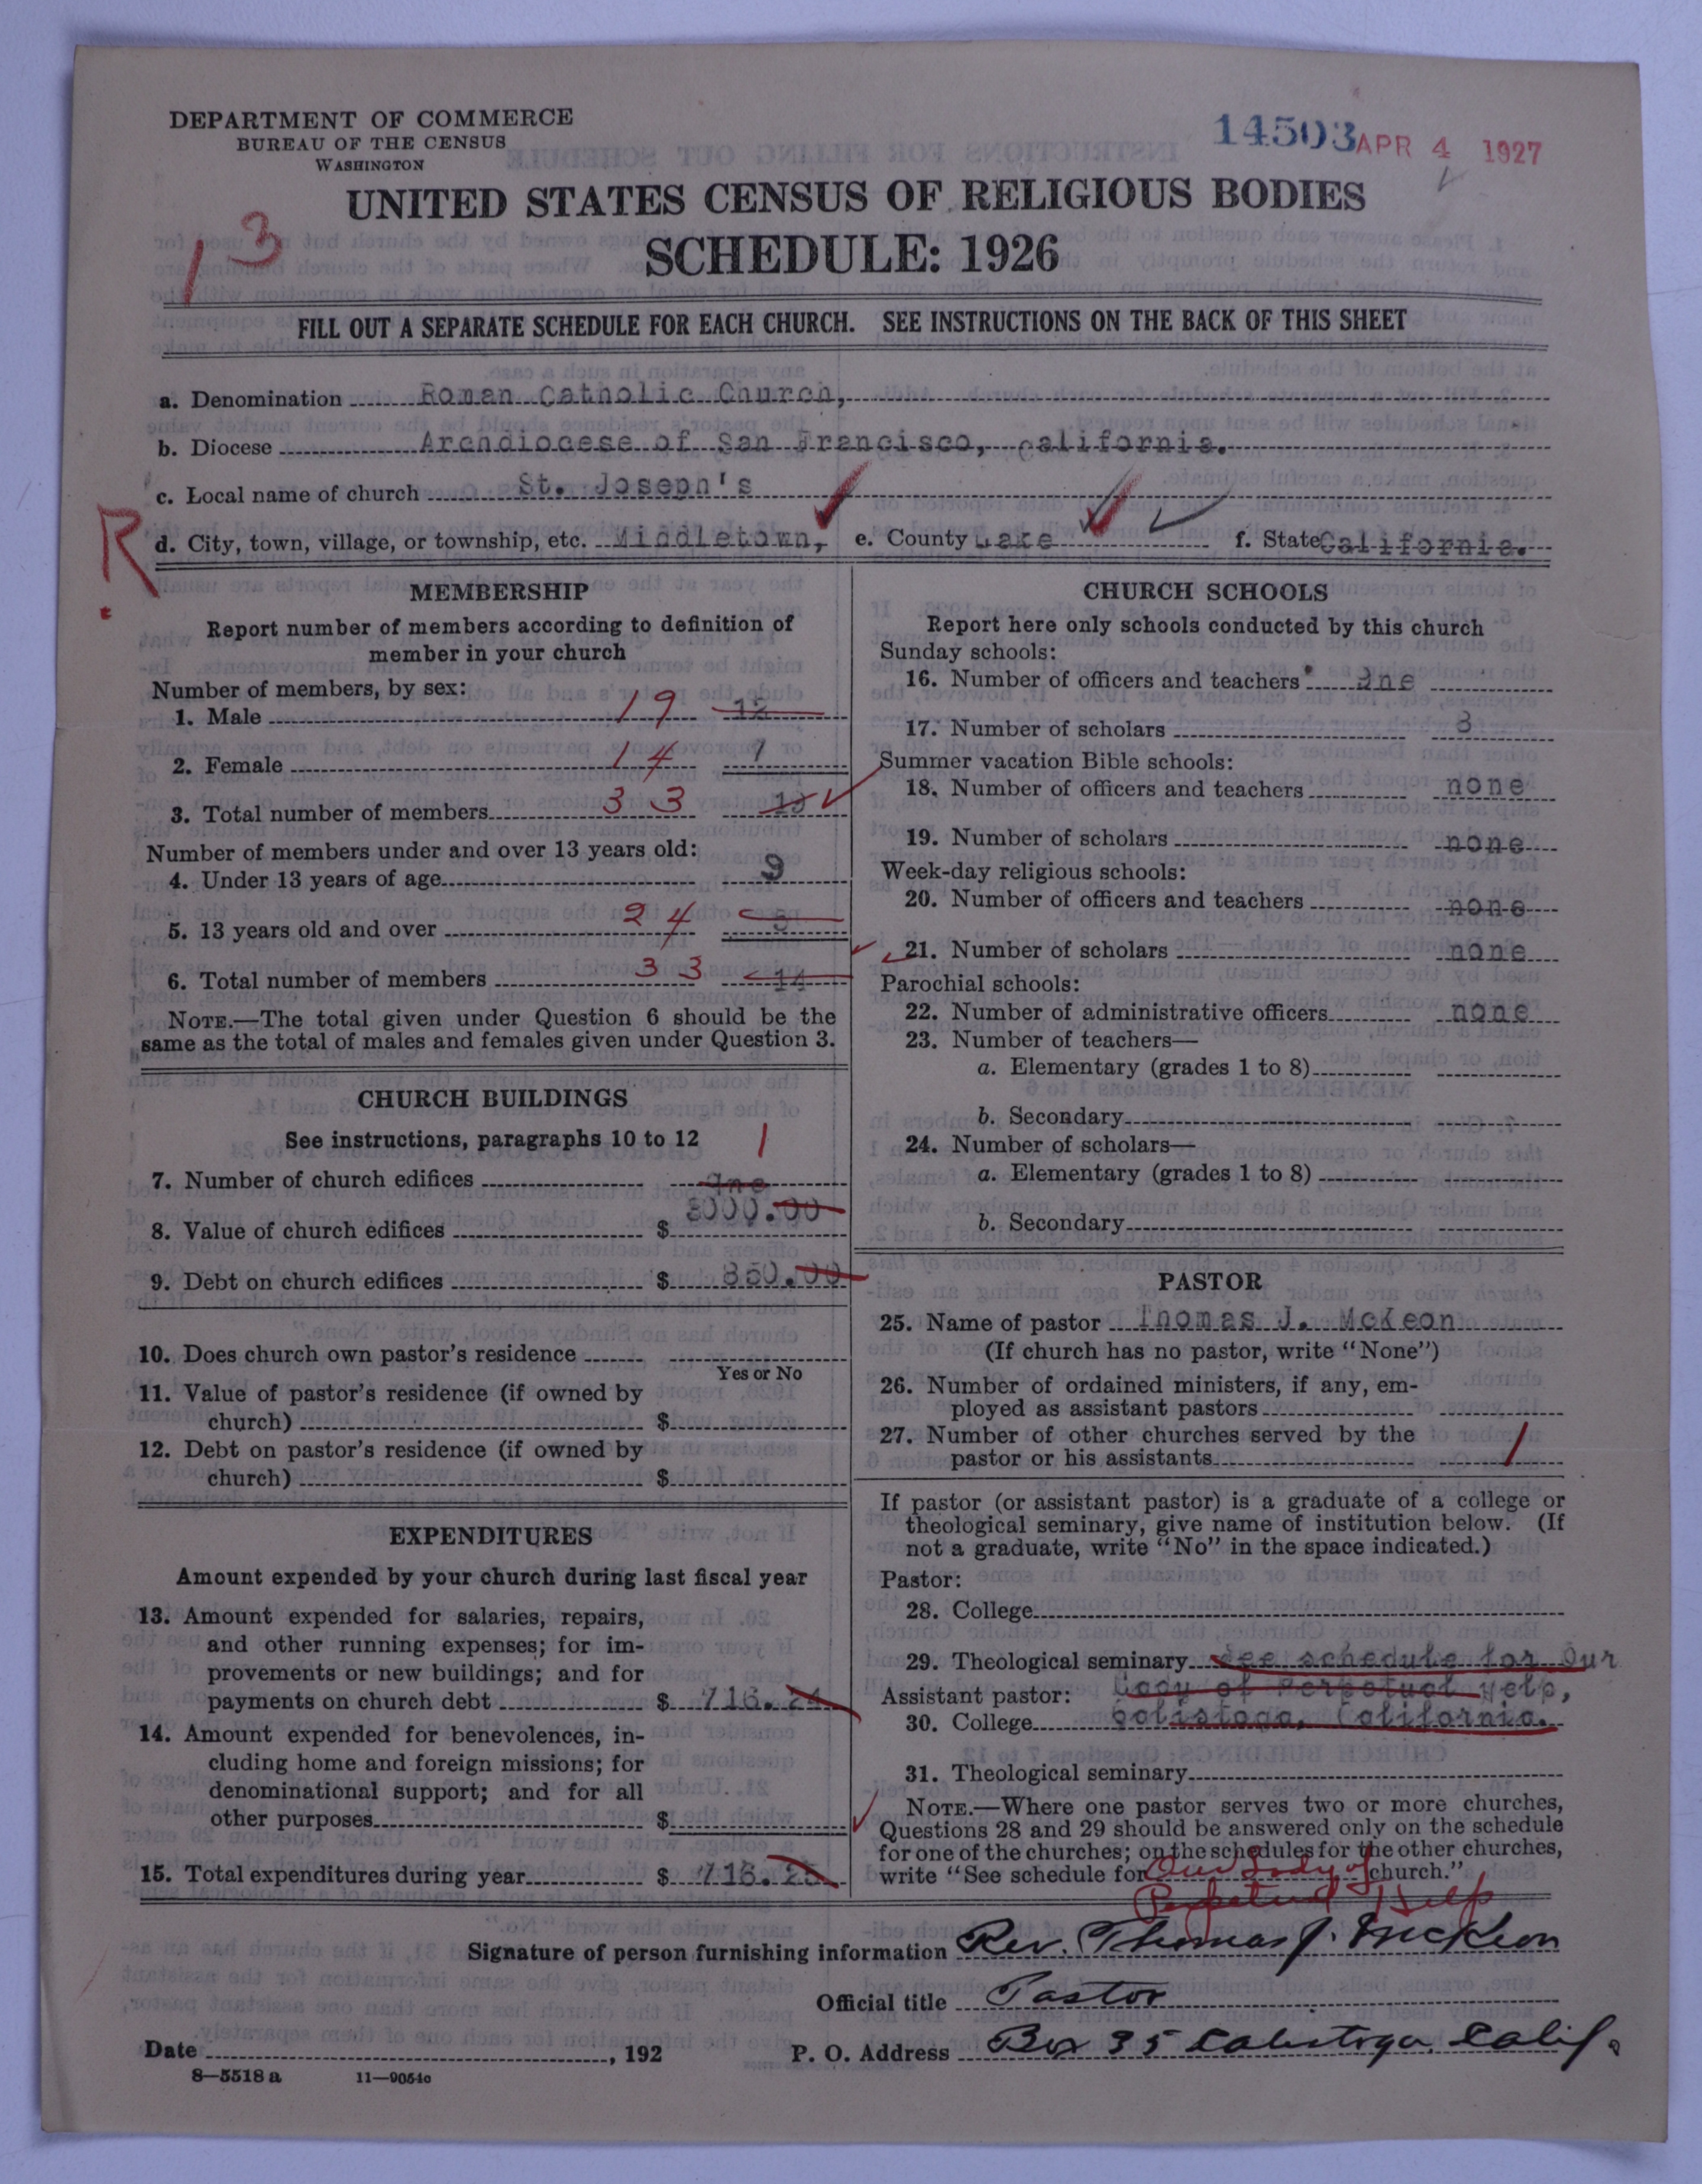 DEPARTMENT OF COMMERCE
BUREAU OF THE CENSUS
WASHINGTON
14503 APR 4 1927
UNITED STATES CENSUS OF RELIGIOUS BODIES
13
SCHEDULE: 1926
FILL OUT A SEPARATE SCHEDULE FOR EACH CHURCH. SEE INSTRUCTIONS ON THE BACK OF THIS SHEET
a. Denomination Roman Catholic Church,
b. Diocese Archdiocese of San Francisco, California.
c. Local name of church St. Joseph's
R
d. City, town, village, or township, etc. Middletown, e. County Lake f. State California.
MEMBERSHIP
Report number of members according to definition of
member in your church
Number of members, by sex:
1. Male 19 12
2. Female 14 7
3. Total number of members 33 19
Number of members under and over 13 years old:
4. Under 13 years of age 9
5. 13 years old and over 24
6. Total number of members 33 14
NOTE.—The total given under Question 6 should be the
same as the total of males and females given under Question 3.
CHURCH BUILDINGS
See instructions, paragraphs 10 to 12
1
7. Number of church edifices One
8. Value of church edifices $ 3000.00
9. Debt on church edifices $ 850.00
10. Does church own pastor's residence
Yes or No
11. Value of pastor's residence (if owned by
church) $
12. Debt on pastor's residence (if owned by
church) $
EXPENDITURES
Amount expended by your church during last fiscal year
13. Amount expended for salaries, repairs,
and other running expenses; for im-
provements or new buildings; and for
payments on church debt $ 716.24
14. Amount expended for benevolences, in-
cluding home and foreign missions; for
denominational support; and for all
other purposes $
15. Total expenditures during year $ 716.25
CHURCH SCHOOLS
Report here only schools conducted by this church
Sunday schools:
16. Number of officers and teachers One
17. Number of scholars 8
Summer vacation Bible schools:
18. Number of officers and teachers none
19. Number of scholars none
Week-day religious schools:
20. Number of officers and teachers none
21. Number of scholars none
Parochial schools:
22. Number of administrative officers none
23. Number of teachers—
a. Elementary (grades 1 to 8)
b. Secondary
24. Number of scholars—
a. Elementary (grades 1 to 8)
b. Secondary
PASTOR
25. Name of pastor Thomas J. McKeon
(If church has no pastor, write "None")
26. Number of ordained ministers, if any, em-
ployed as assistant pastors
27. Number of other churches served by the
pastor or his assistants 1
If pastor (or assistant pastor) is a graduate of a college or
theological seminary, give name of institution below. (If
not a graduate, write "No" in the space indicated.)
Pastor:
28. College
29. Theological seminary See schedule for Our
Assistant pastor: Lady of Perpetual Help,
30. College Calistoga, California.
31. Theological seminary
NOTE.—Where one pastor serves two or more churches,
Questions 28 and 29 should be answered only on the schedule
for one of the churches; on the schedules for the other churches,
write "See schedule for Our Lady of church."
Perpetual Help
Signature of person furnishing information Rev. Thomas J. McKeon
Official title Pastor
Date , 192 P. O. Address Box 35 Calistoga, Calif.
8—5518 a 11—9054c